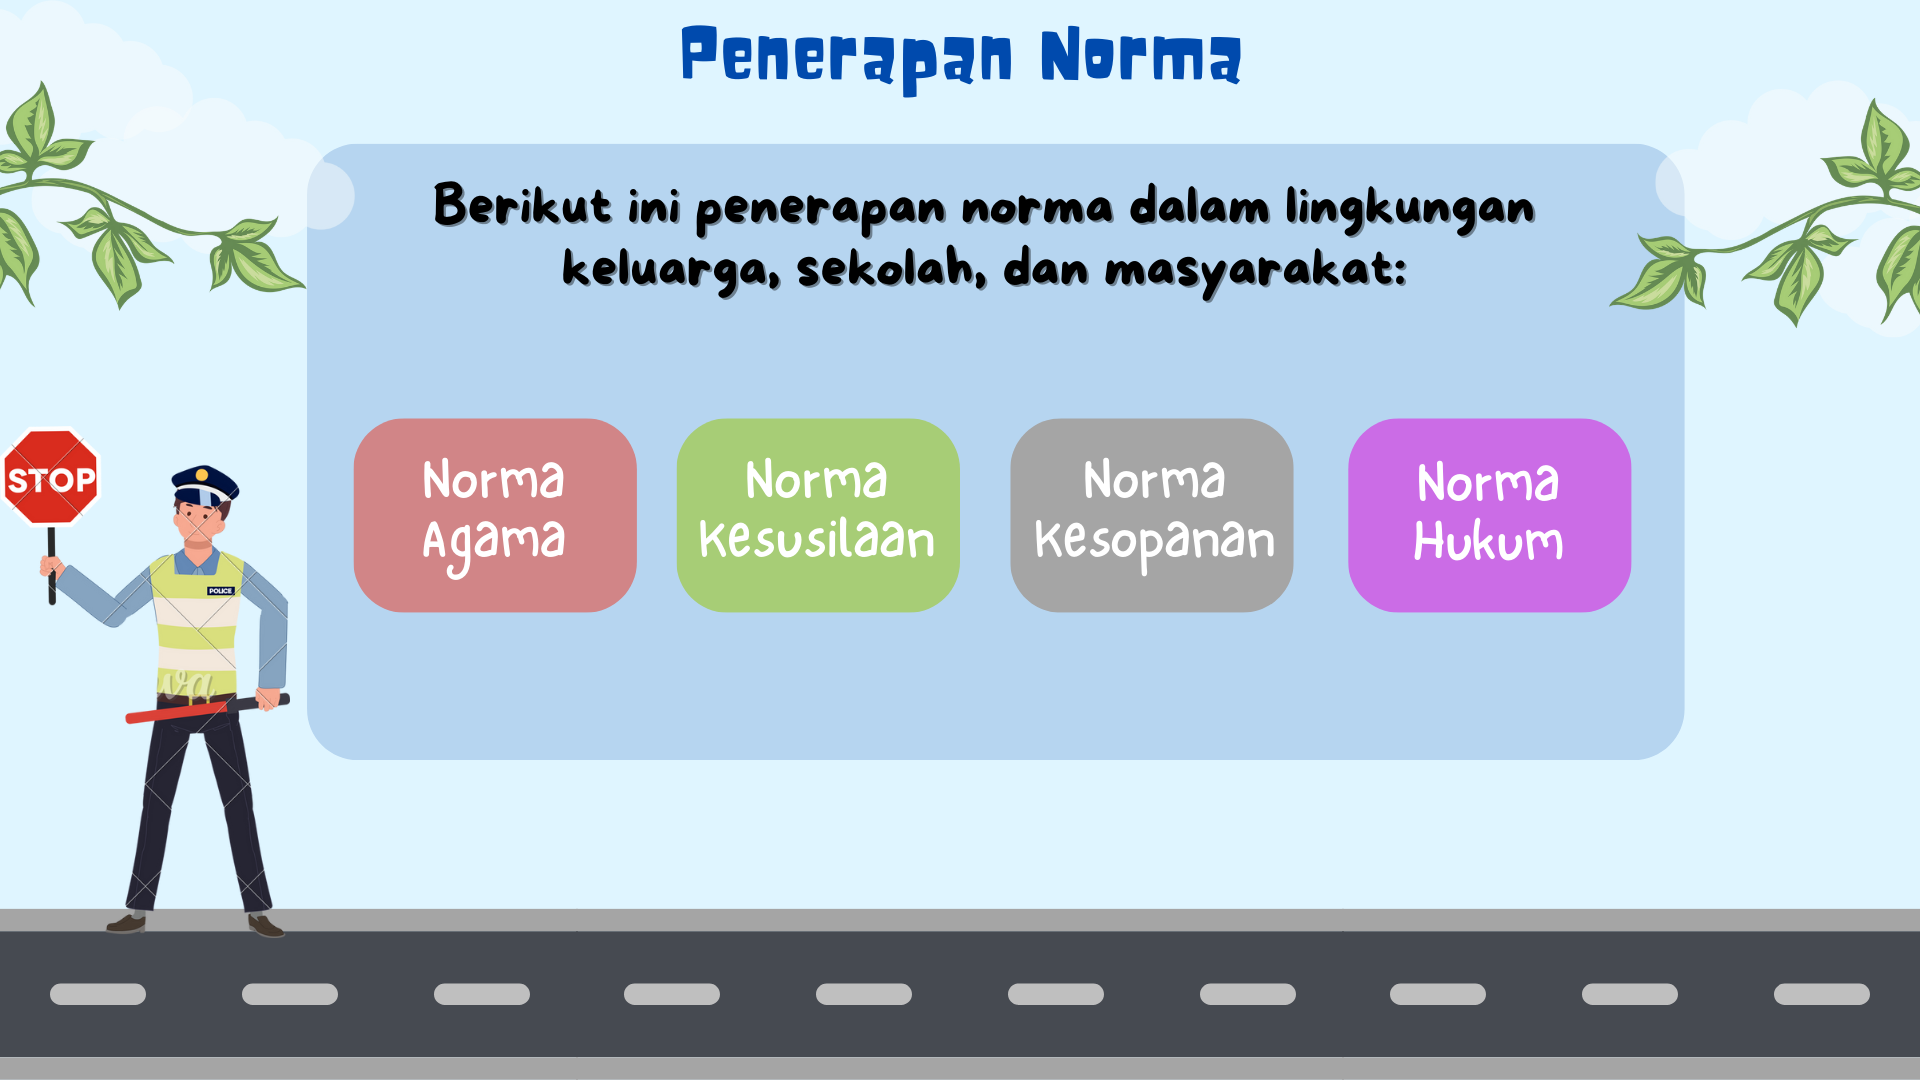 Penerapan Norma
Berikut ini penerapan norma dalam lingkungan
keluarga, sekolah, dan masyarakat:
Norma
Agama
Norma
Kesusilaan
Norma
Kesopanan
Norma
Hukum
STOP
POLICE
va